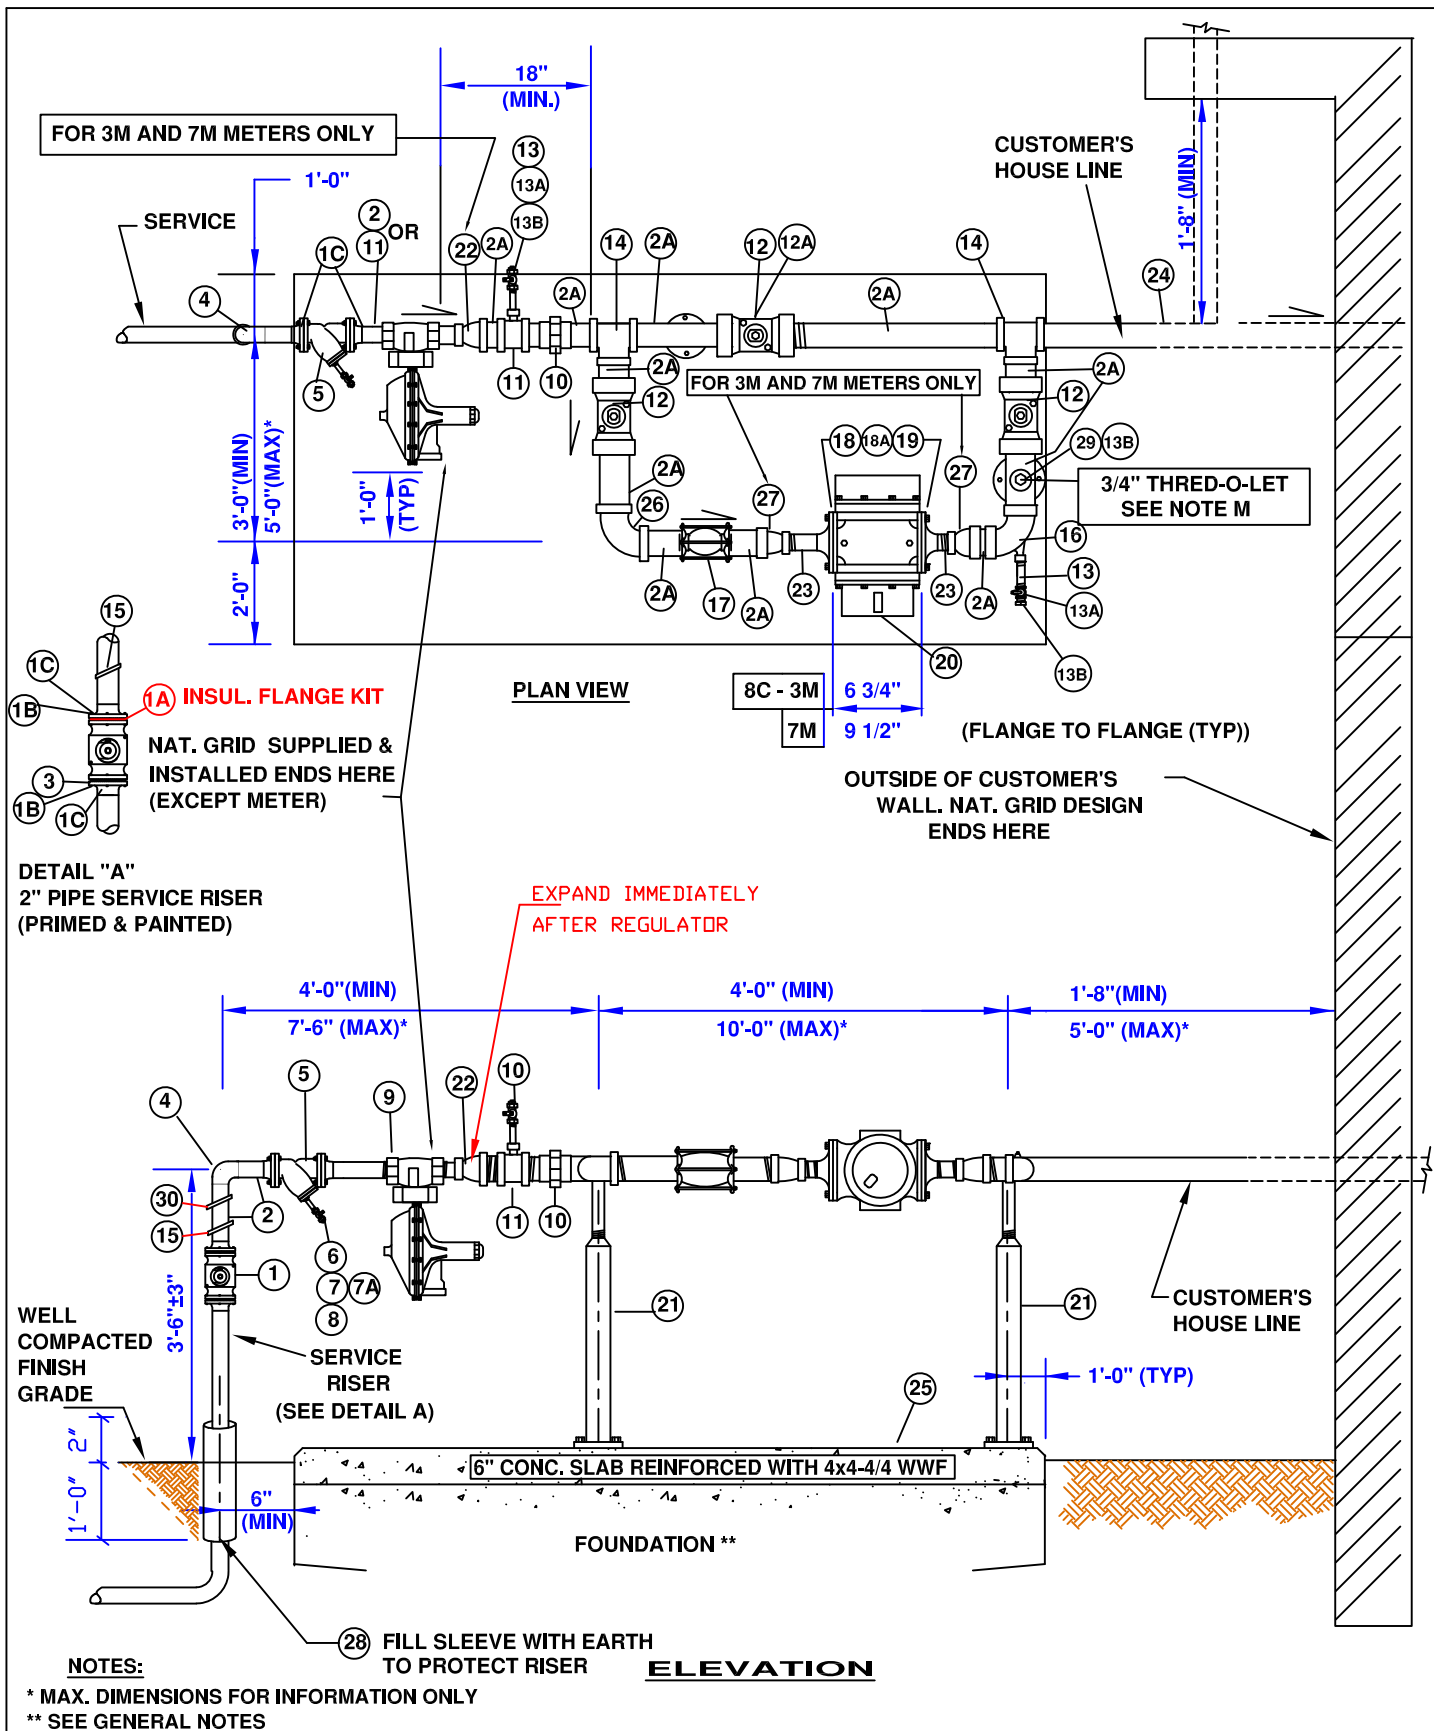 18"
(MIN.)
FOR 3M AND 7M METERS ONLY
1'-0"
SERVICE
2
OR
11
1C
4
5
13
13A
13B
22
2A
14
2A
12
12A
2A
14
CUSTOMER'S
HOUSE LINE
24
1'-8" (MIN)
2A
2A
12
11
10
FOR 3M AND 7M METERS ONLY
2A
12
29
13B
3/4" THRED-O-LET
SEE NOTE M
18
18A
19
27
27
2A
26
3'-0"(MIN)
5'-0"(MAX)*
1'-0"
(TYP)
2'-0"
2A
17
2A
23
23
2A
16
13
13A
13B
20
15
1C
1B
1A
INSUL. FLANGE KIT
3
1B
1C
NAT. GRID SUPPLIED &
INSTALLED ENDS HERE
(EXCEPT METER)
PLAN VIEW
8C - 3M
6 3/4"
7M
9 1/2"
(FLANGE TO FLANGE (TYP))
OUTSIDE OF CUSTOMER'S
WALL. NAT. GRID DESIGN
ENDS HERE
DETAIL "A"
2" PIPE SERVICE RISER
(PRIMED & PAINTED)
EXPAND IMMEDIATELY
AFTER REGULATOR
4'-0"(MIN)
7'-6" (MAX)*
4'-0" (MIN)
10'-0" (MAX)*
1'-8"(MIN)
5'-0" (MAX)*
4
5
9
22
10
30
15
2
1
6
7
7A
8
11
10
21
21
3'-6"±3"
WELL
COMPACTED
FINISH
GRADE
SERVICE
RISER
(SEE DETAIL A)
CUSTOMER'S
HOUSE LINE
1'-0" (TYP)
25
2"
1'-0"
6"
(MIN)
6" CONC. SLAB REINFORCED WITH 4x4-4/4 WWF
FOUNDATION **
28
FILL SLEEVE WITH EARTH
TO PROTECT RISER
ELEVATION
NOTES:
* MAX. DIMENSIONS FOR INFORMATION ONLY
** SEE GENERAL NOTES